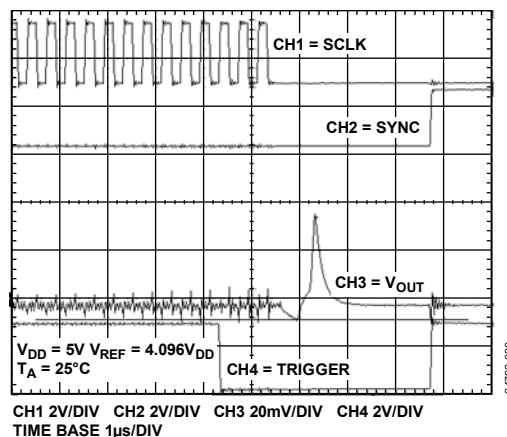 CH1 = SCLK
CH2 = SYNC
CH3 = VOUT
VDD = 5V VREF = 4.096VDD
TA = 25°C
CH4 = TRIGGER
CH1 2V/DIV CH2 2V/DIV CH3 20mV/DIV CH4 2V/DIV
TIME BASE 1µs/DIV